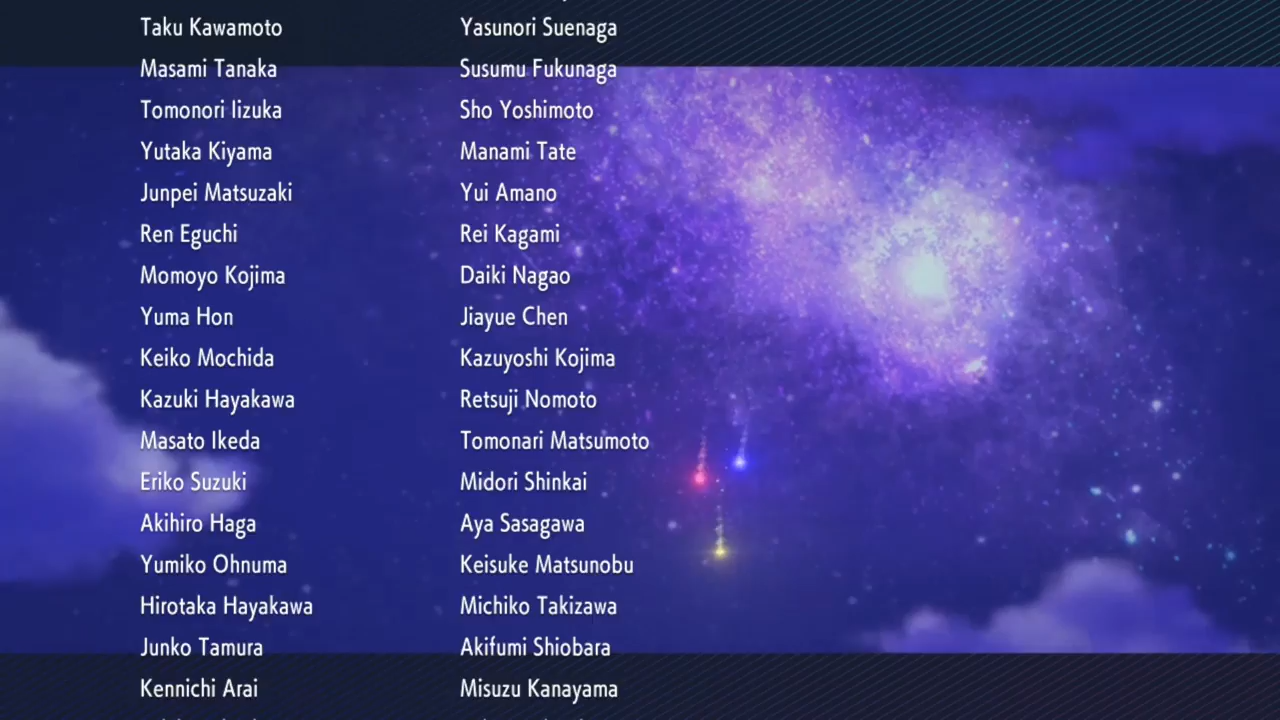 Taku Kawamoto Yasunori Suenaga
Masami Tanaka Susumu Fukunaga
Tomonori Iizuka Sho Yoshimoto
Yutaka Kiyama Manami Tate
Junpei Matsuzaki Yui Amano
Ren Eguchi Rei Kagami
Momoyo Kojima Daiki Nagao
Yuma Hon Jiayue Chen
Keiko Mochida Kazuyoshi Kojima
Kazuki Hayakawa Retsuji Nomoto
Masato Ikeda Tomonari Matsumoto
Eriko Suzuki Midori Shinkai
Akihiro Haga Aya Sasagawa
Yumiko Ohnuma Keisuke Matsunobu
Hirotaka Hayakawa Michiko Takizawa
Junko Tamura Akifumi Shiobara
Kennichi Arai Misuzu Kanayama